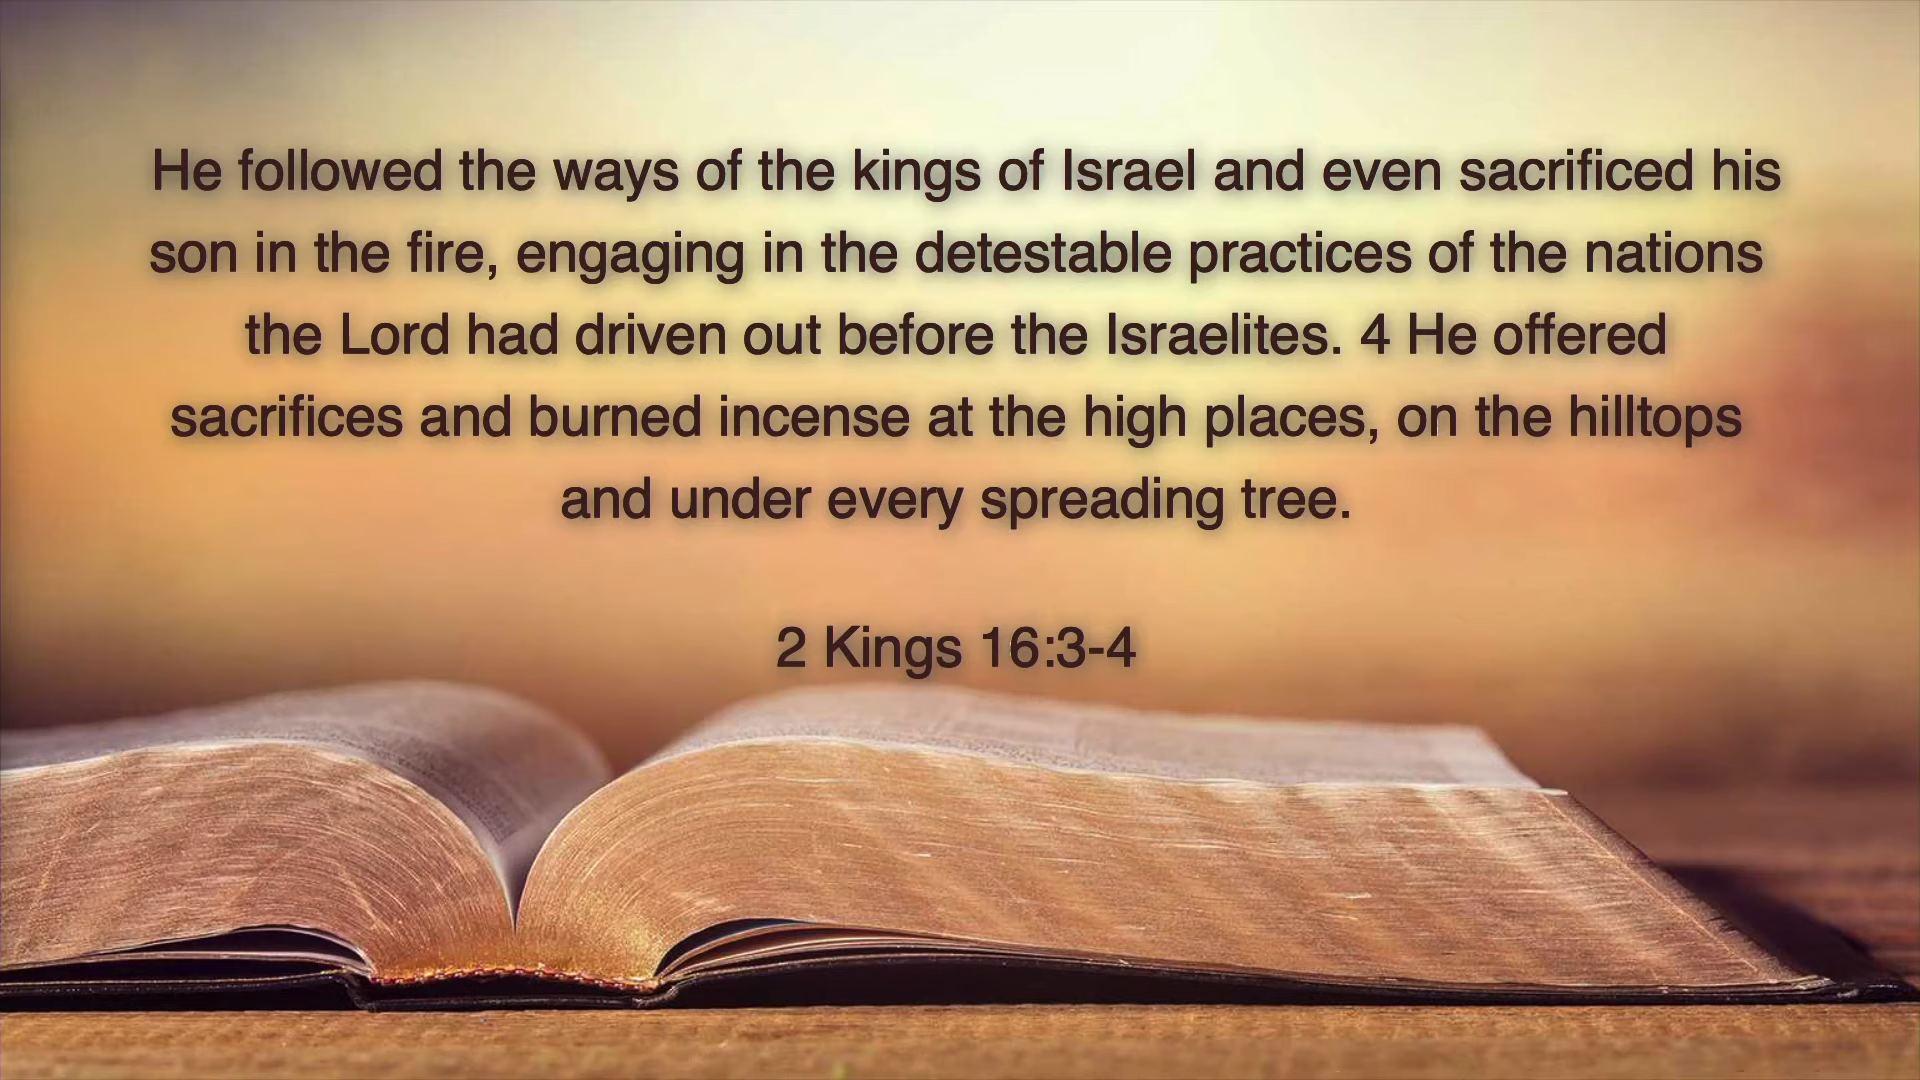 He followed the ways of the kings of Israel and even sacrificed his
son in the fire, engaging in the detestable practices of the nations
the Lord had driven out before the Israelites. 4 He offered
sacrifices and burned incense at the high places, on the hilltops
and under every spreading tree.
2 Kings 16:3-4